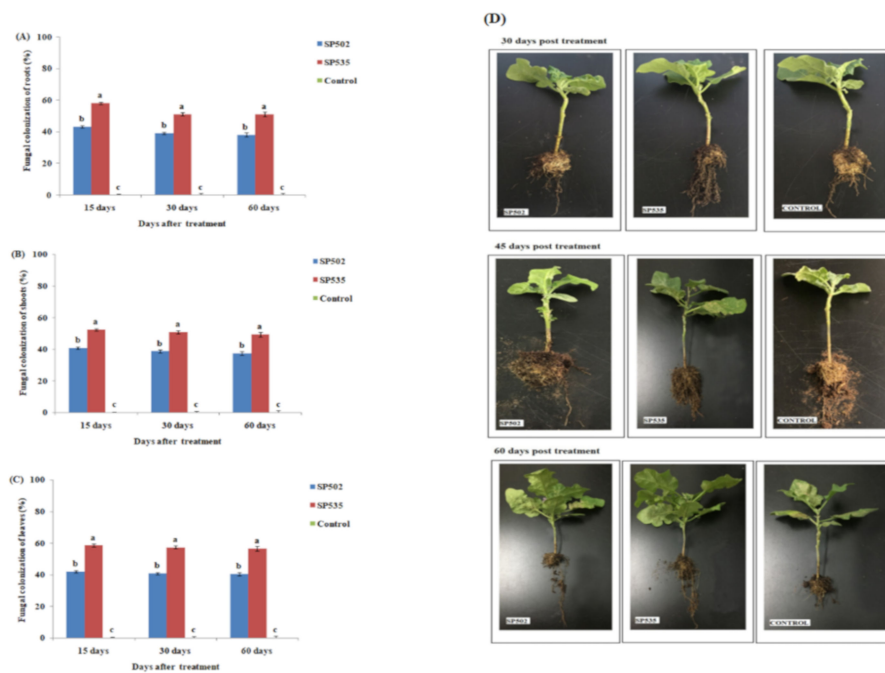 (A)
Fungal colonization of roots (%)
100
80
60
40
20
0
SP502
SP535
Control
b a c
b a c
b a c
15 days 30 days 60 days
Days after treatment
(B)
Fungal colonization of shoots (%)
100
80
60
40
20
0
SP502
SP535
Control
b a c
b a c
b a c
15 days 30 days 60 days
Days after treatment
(C)
Fungal colonization of leaves (%)
100
80
60
40
20
0
SP502
SP535
Control
b a c
b a c
b a c
15 days 30 days 60 days
Days after treatment
(D)
30 days post treatment
SP502 SP535 CONTROL
45 days post treatment
SP502 SP535 CONTROL
60 days post treatment
SP502 SP535 CONTROL